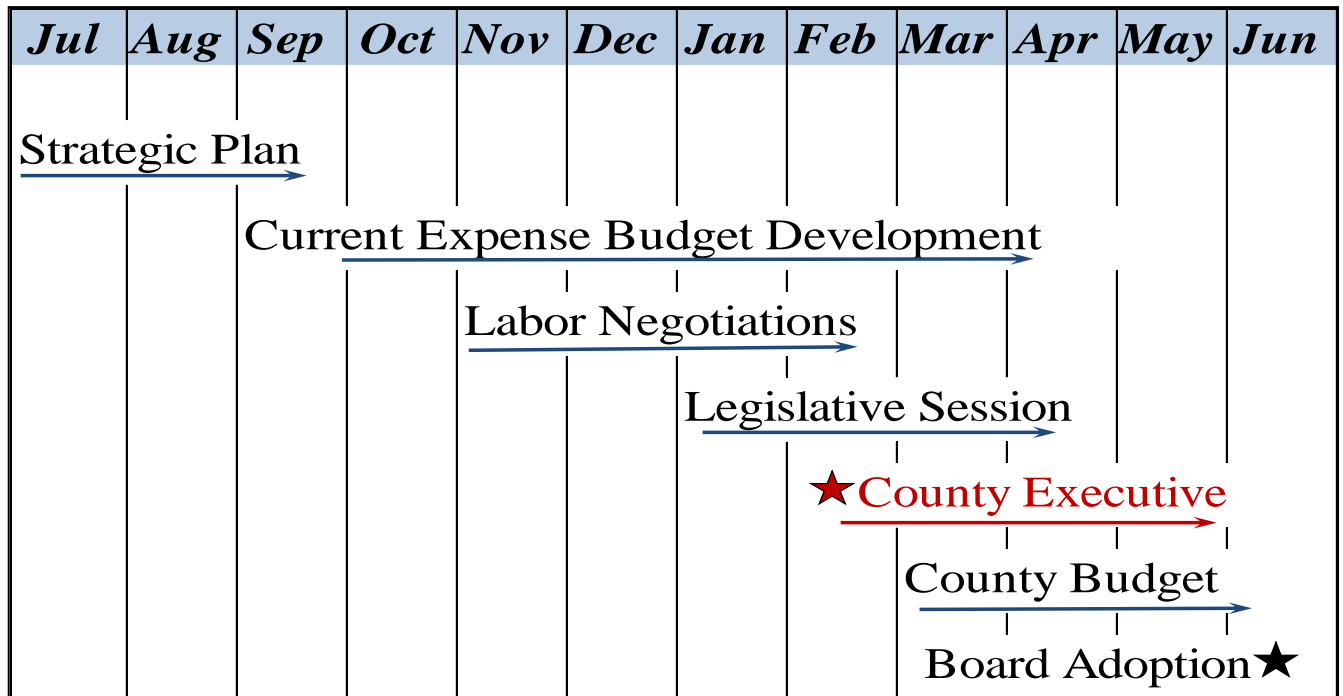 Jul Aug Sep Oct Nov Dec Jan Feb Mar Apr May Jun
Strategic Plan
Current Expense Budget Development
Labor Negotiations
Legislative Session
County Executive
County Budget
Board Adoption